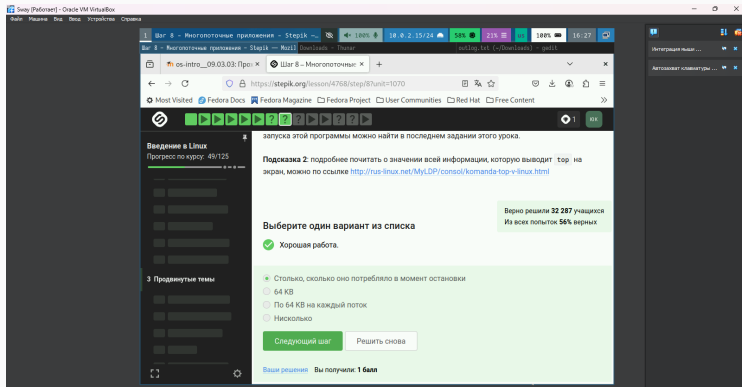 Sway [Работает] - Oracle VM VirtualBox
Файл Машина Вид Ввод Устройства Справка
1 Шаг 8 – Многопоточные приложения – Stepik —…
100%
10.0.2.15/24
58%
21%
us
100%
16:27
Шаг 8 – Многопоточные приложения – Stepik — Mozil
Downloads - Thunar
outlog.txt (~/Downloads) - gedit
os-intro__09.03.03: Про
Шаг 8 – Многопоточные
https://stepik.org/lesson/4768/step/8?unit=1070
Most Visited Fedora Docs Fedora Magazine Fedora Project User Communities Red Hat Free Content
1
Введение в Linux
Прогресс по курсу: 49/125
3 Продвинутые темы
запуска этой программы можно найти в последнем задании этого урока.
Подсказка 2: подробнее почитать о значении всей информации, которую выводит top на
экран, можно по ссылке http://rus-linux.net/MyLDP/consol/komanda-top-v-linux.html
Верно решили 32 287 учащихся
Из всех попыток 56% верных
Выберите один вариант из списка
Хорошая работа.
Столько, сколько оно потребляло в момент остановки
64 KB
По 64 KB на каждый поток
Нисколько
Следующий шаг
Решить снова
Ваши решения Вы получили: 1 балл
Интеграция мыши ...
Автозахват клавиатуры ...